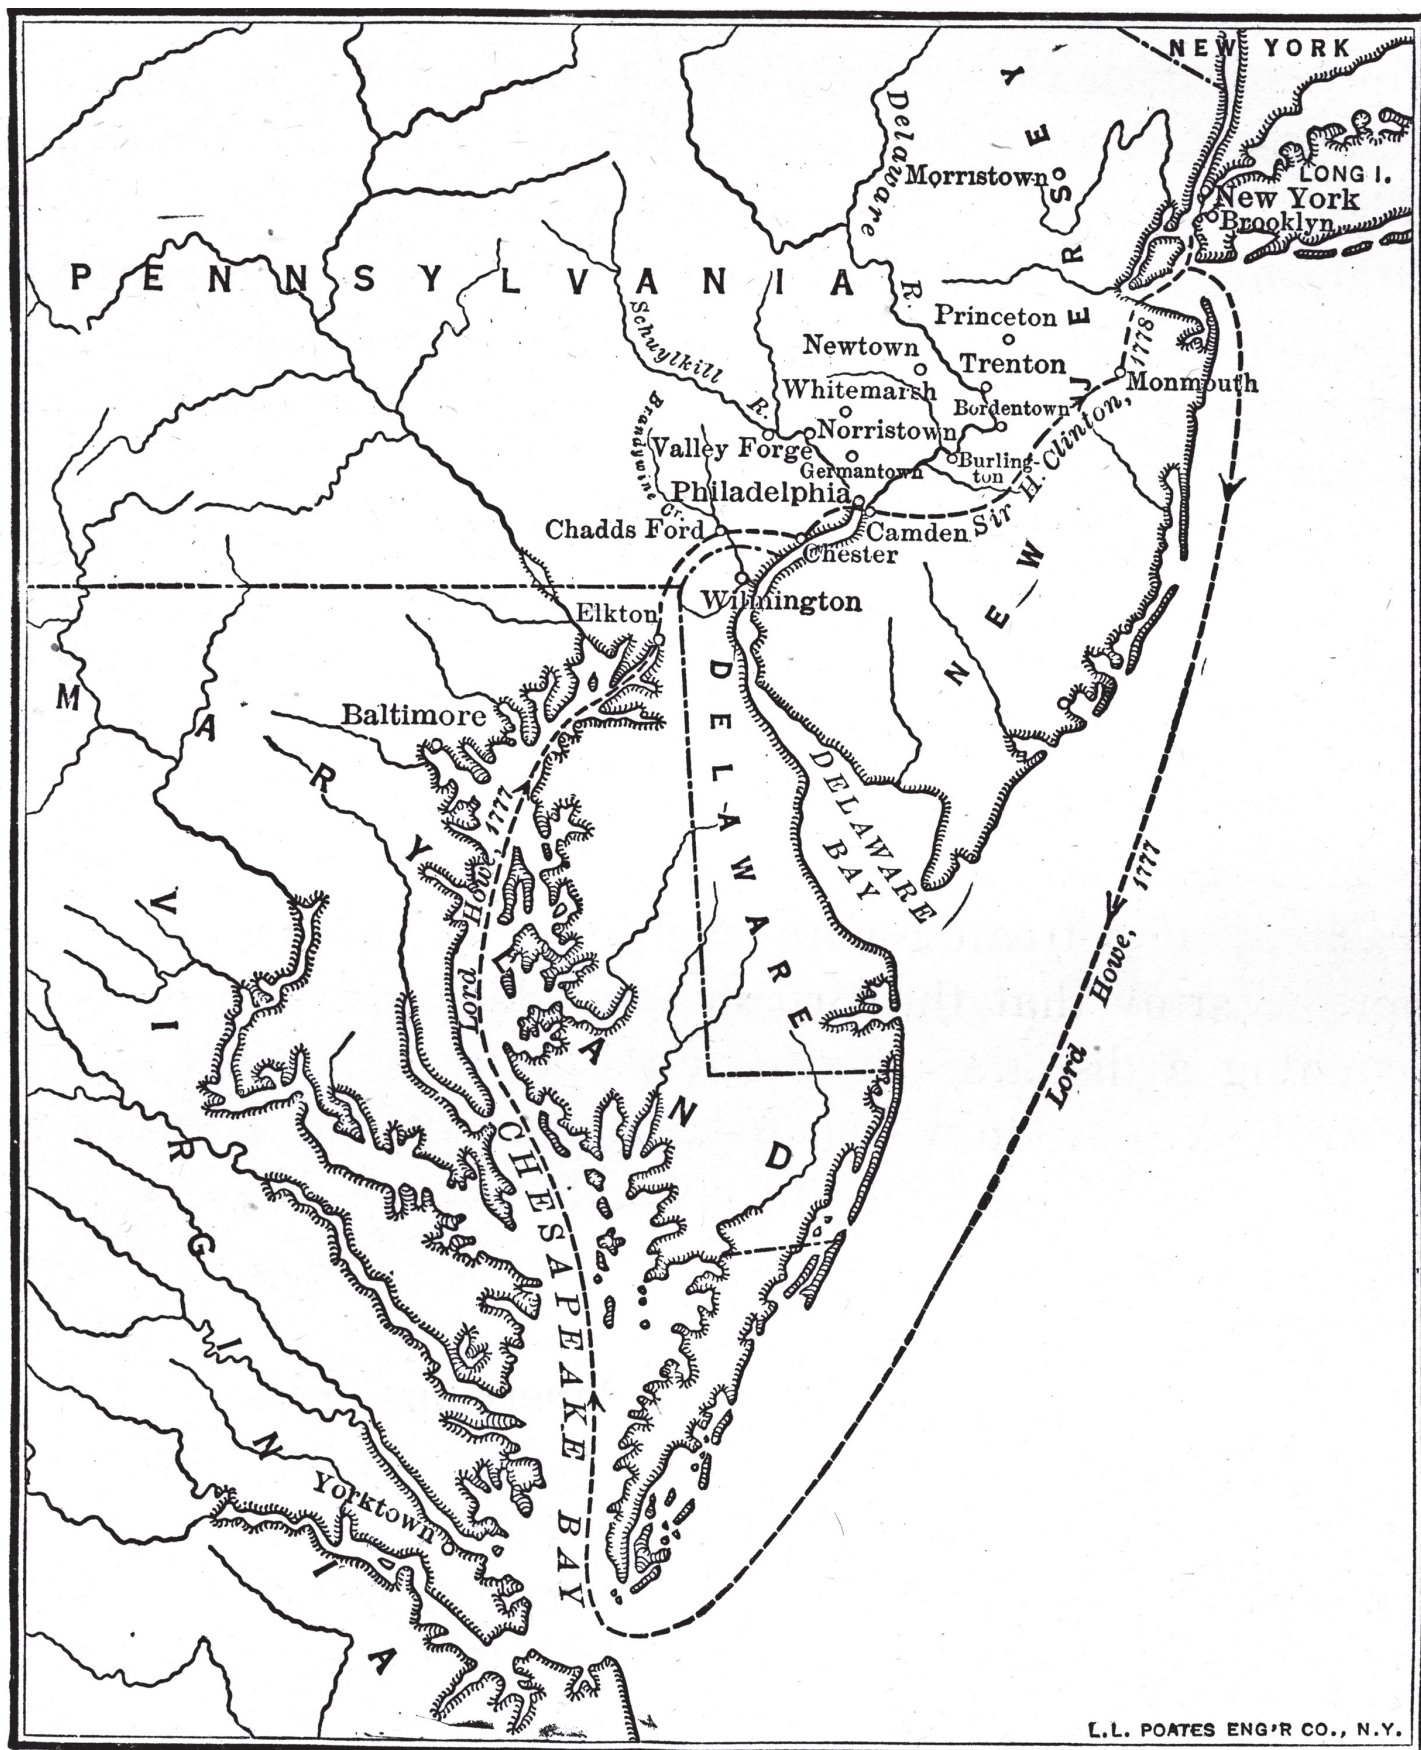 NEW YORK
Delaware
R.
Morristown
LONG I.
New York
Brooklyn
NEW JERSEY
PENNSYLVANIA
Princeton
Schuylkill
R.
Newtown
Trenton
1778
Whitemarsh
Monmouth
Brandywine
Cr.
Bordentown
Norristown
Valley Forge
Germantown
Burling-
ton
Sir H. Clinton,
Philadelphia
Chadds Ford
Camden
Chester
Wilmington
Elkton
MARYLAND
DELAWARE
Baltimore
DELAWARE
BAY
Lord Howe, 1777
Lord Howe, 1777
VIRGINIA
CHESAPEAKE BAY
Yorktown
L.L. POATES ENG'R CO., N.Y.